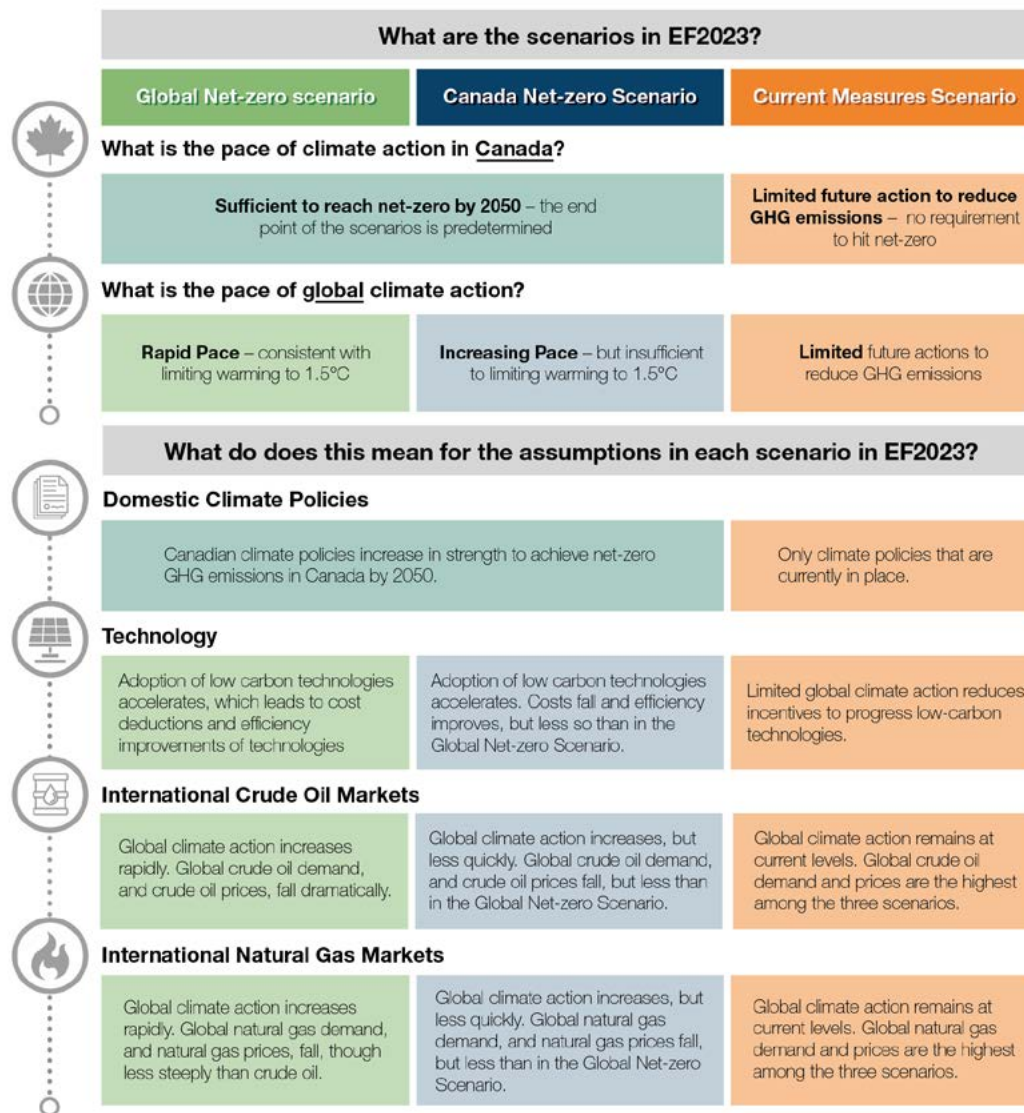 What are the scenarios in EF2023?
Global Net-zero scenario
Canada Net-zero Scenario
Current Measures Scenario
What is the pace of climate action in Canada?
Sufficient to reach net-zero by 2050 – the end
point of the scenarios is predetermined
Limited future action to reduce
GHG emissions – no requirement
to hit net-zero
What is the pace of global climate action?
Rapid Pace – consistent with
limiting warming to 1.5°C
Increasing Pace – but insufficient
to limiting warming to 1.5°C
Limited future actions to
reduce GHG emissions
What do does this mean for the assumptions in each scenario in EF2023?
Domestic Climate Policies
Canadian climate policies increase in strength to achieve net-zero
GHG emissions in Canada by 2050.
Only climate policies that are
currently in place.
Technology
Adoption of low carbon technologies
accelerates, which leads to cost
deductions and efficiency
improvements of technologies
Adoption of low carbon technologies
accelerates. Costs fall and efficiency
improves, but less so than in the
Global Net-zero Scenario.
Limited global climate action reduces
incentives to progress low-carbon
technologies.
International Crude Oil Markets
Global climate action increases
rapidly. Global crude oil demand,
and crude oil prices, fall dramatically.
Global climate action increases, but
less quickly. Global crude oil demand,
and crude oil prices fall, but less than
in the Global Net-zero Scenario.
Global climate action remains at
current levels. Global crude oil
demand and prices are the highest
among the three scenarios.
International Natural Gas Markets
Global climate action increases
rapidly. Global natural gas demand,
and natural gas prices, fall, though
less steeply than crude oil.
Global climate action increases, but
less quickly. Global natural gas
demand, and natural gas prices fall,
but less than in the Global Net-zero
Scenario.
Global climate action remains at
current levels. Global natural gas
demand and prices are the highest
among the three scenarios.